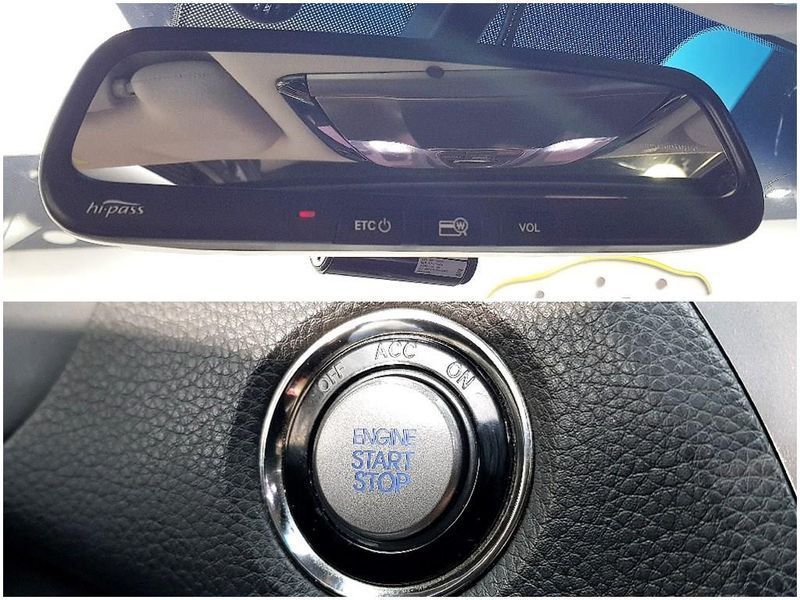 hi-pass
ETC
W
VOL
OFF ACC ON
ENGINE
START
STOP